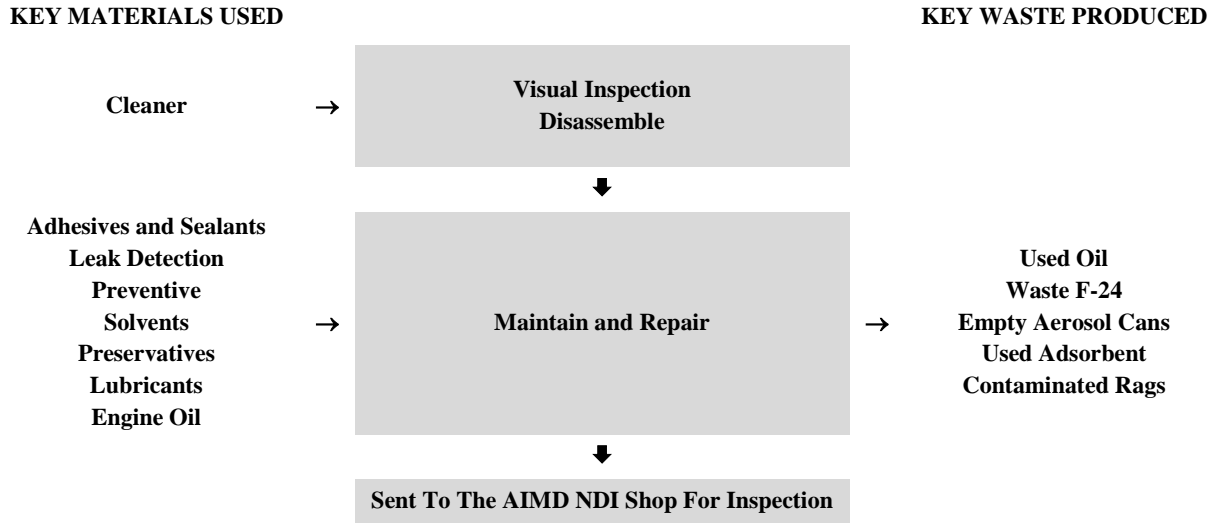 KEY MATERIALS USED
KEY WASTE PRODUCED
Cleaner
→
Visual Inspection
Disassemble
Adhesives and Sealants
Leak Detection
Preventive
Solvents
Preservatives
Lubricants
Engine Oil
→
Maintain and Repair
→
Used Oil
Waste F-24
Empty Aerosol Cans
Used Adsorbent
Contaminated Rags
Sent To The AIMD NDI Shop For Inspection